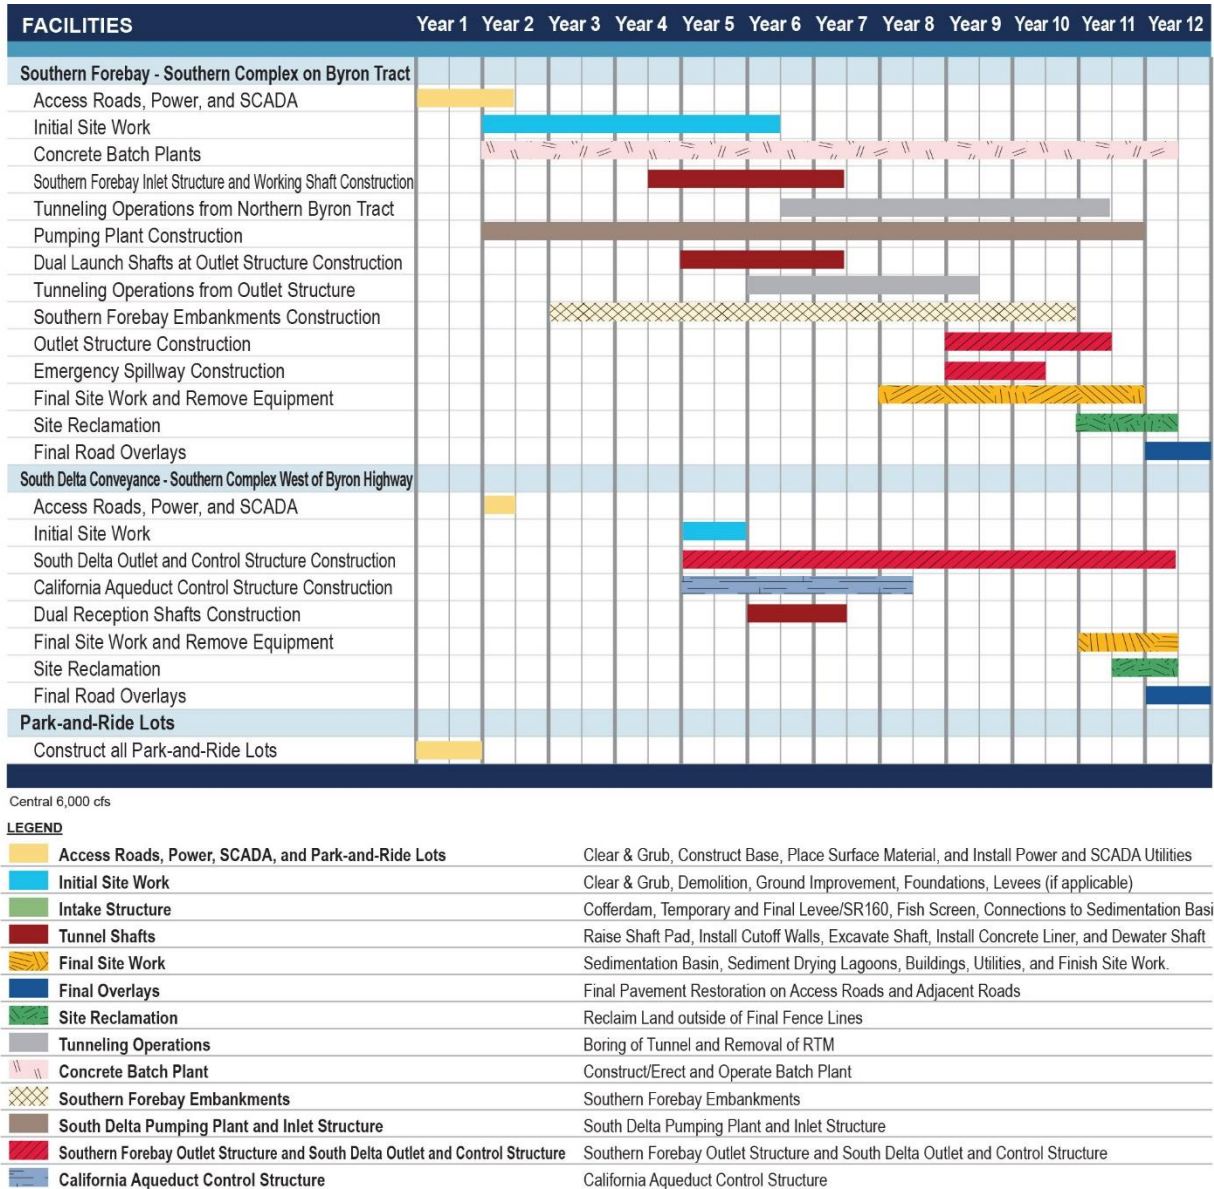 FACILITIES Year 1 Year 2 Year 3 Year 4 Year 5 Year 6 Year 7 Year 8 Year 9 Year 10 Year 11 Year 12
Southern Forebay - Southern Complex on Byron Tract
Access Roads, Power, and SCADA
Initial Site Work
Concrete Batch Plants
Southern Forebay Inlet Structure and Working Shaft Construction
Tunneling Operations from Northern Byron Tract
Pumping Plant Construction
Dual Launch Shafts at Outlet Structure Construction
Tunneling Operations from Outlet Structure
Southern Forebay Embankments Construction
Outlet Structure Construction
Emergency Spillway Construction
Final Site Work and Remove Equipment
Site Reclamation
Final Road Overlays
South Delta Conveyance - Southern Complex West of Byron Highway
Access Roads, Power, and SCADA
Initial Site Work
South Delta Outlet and Control Structure Construction
California Aqueduct Control Structure Construction
Dual Reception Shafts Construction
Final Site Work and Remove Equipment
Site Reclamation
Final Road Overlays
Park-and-Ride Lots
Construct all Park-and-Ride Lots
Central 6,000 cfs
LEGEND
Access Roads, Power, SCADA, and Park-and-Ride Lots Clear & Grub, Construct Base, Place Surface Material, and Install Power and SCADA Utilities
Initial Site Work Clear & Grub, Demolition, Ground Improvement, Foundations, Levees (if applicable)
Intake Structure Cofferdam, Temporary and Final Levee/SR160, Fish Screen, Connections to Sedimentation Basi
Tunnel Shafts Raise Shaft Pad, Install Cutoff Walls, Excavate Shaft, Install Concrete Liner, and Dewater Shaft
Final Site Work Sedimentation Basin, Sediment Drying Lagoons, Buildings, Utilities, and Finish Site Work.
Final Overlays Final Pavement Restoration on Access Roads and Adjacent Roads
Site Reclamation Reclaim Land outside of Final Fence Lines
Tunneling Operations Boring of Tunnel and Removal of RTM
Concrete Batch Plant Construct/Erect and Operate Batch Plant
Southern Forebay Embankments Southern Forebay Embankments
South Delta Pumping Plant and Inlet Structure South Delta Pumping Plant and Inlet Structure
Southern Forebay Outlet Structure and South Delta Outlet and Control Structure Southern Forebay Outlet Structure and South Delta Outlet and Control Structure
California Aqueduct Control Structure California Aqueduct Control Structure